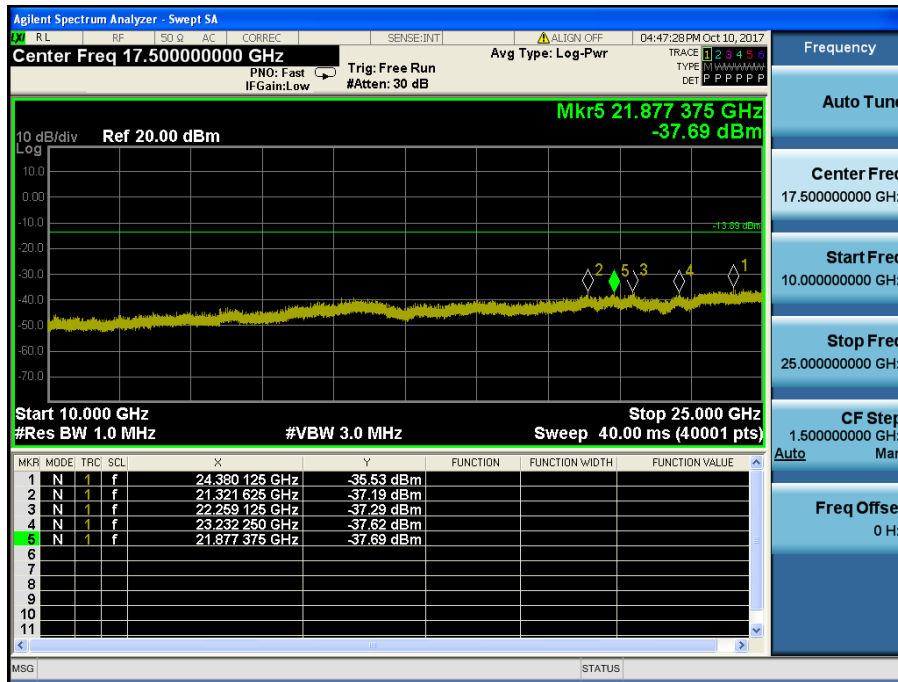 Agilent Spectrum Analyzer - Swept SA
LXI RL RF 50 Ω AC CORREC SENSE:INT ALIGN OFF 04:47:28 PM Oct 10, 2017
Center Freq 17.500000000 GHz
PNO: Fast
IFGain:Low
Trig: Free Run
#Atten: 30 dB
Avg Type: Log-Pwr
TRACE 1 2 3 4 5 6
TYPE M WWWWW
DET P P P P P P
Mkr5 21.877 375 GHz
-37.69 dBm
10 dB/div Ref 20.00 dBm
Log
10.0
0.00
-10.0
-13.89 dBm
-20.0
-30.0
2 5 3 4 1
-40.0
-50.0
-60.0
-70.0
Start 10.000 GHz Stop 25.000 GHz
#Res BW 1.0 MHz #VBW 3.0 MHz Sweep 40.00 ms (40001 pts)
MKR MODE TRC SCL X Y FUNCTION FUNCTION WIDTH FUNCTION VALUE
1 N 1 f 24.380 125 GHz -35.53 dBm
2 N 1 f 21.321 625 GHz -37.19 dBm
3 N 1 f 22.259 125 GHz -37.29 dBm
4 N 1 f 23.232 250 GHz -37.62 dBm
5 N 1 f 21.877 375 GHz -37.69 dBm
6
7
8
9
10
11
MSG STATUS
Frequency
Auto Tune
Center Freq
17.500000000 GHz
Start Freq
10.000000000 GHz
Stop Freq
25.000000000 GHz
CF Step
1.500000000 GHz
Auto Man
Freq Offset
0 Hz